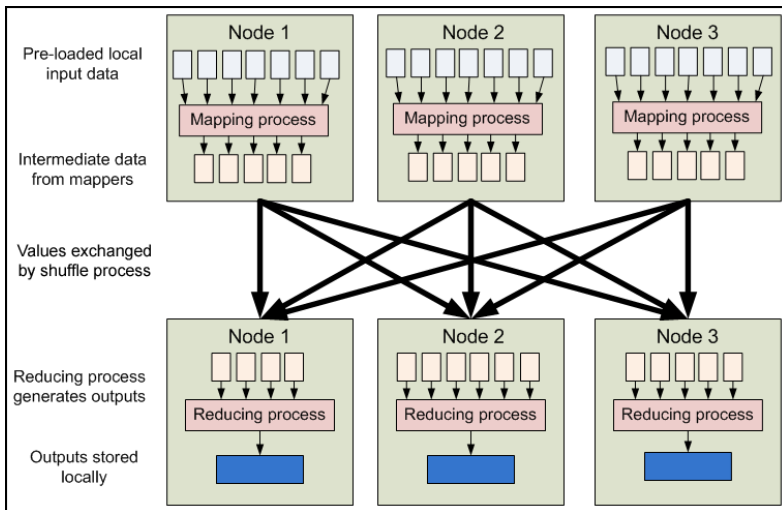 Node 1
Node 2
Node 3
Pre-loaded local
input data
Mapping process
Mapping process
Mapping process
Intermediate data
from mappers
Values exchanged
by shuffle process
Node 1
Node 2
Node 3
Reducing process
generates outputs
Reducing process
Reducing process
Reducing process
Outputs stored
locally